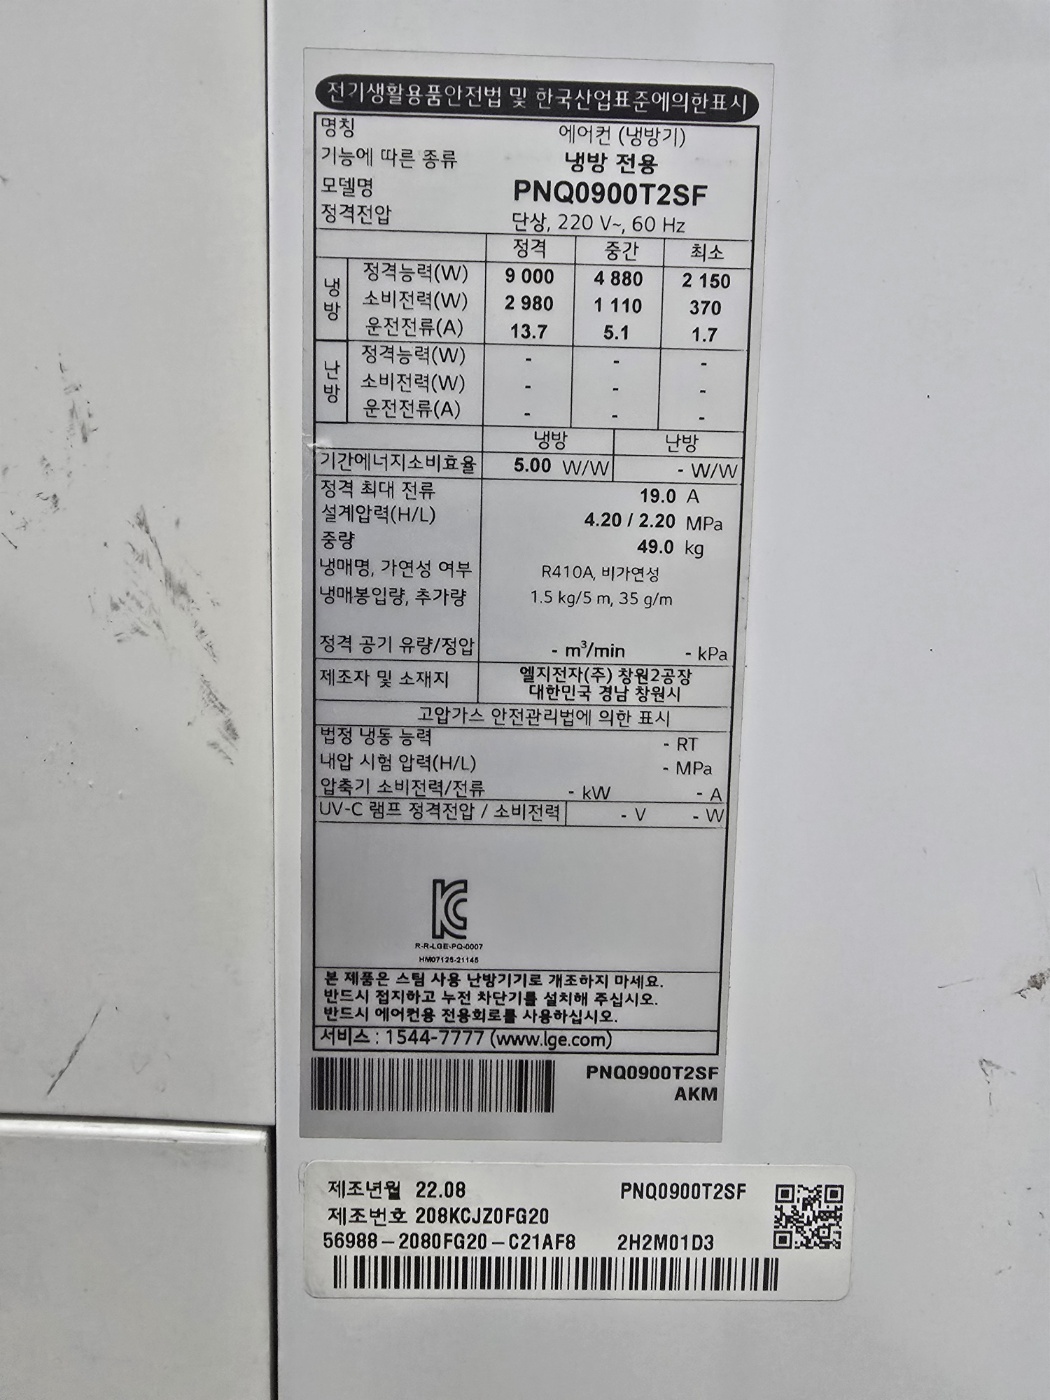 전기생활용품안전법 및 한국산업표준에의한표시
명칭 에어컨 (냉방기)
기능에 따른 종류 냉방 전용
모델명 PNQ0900T2SF
정격전압 단상, 220 V~, 60 Hz
정격 중간 최소
냉방 정격능력(W) 9 000 4 880 2 150
소비전력(W) 2 980 1 110 370
운전전류(A) 13.7 5.1 1.7
난방 정격능력(W) - - -
소비전력(W) - - -
운전전류(A) - - -
냉방 난방
기간에너지소비효율 5.00 W/W - W/W
정격 최대 전류 19.0 A
설계압력(H/L) 4.20 / 2.20 MPa
중량 49.0 kg
냉매명, 가연성 여부 R410A, 비가연성
냉매봉입량, 추가량 1.5 kg/5 m, 35 g/m
정격 공기 유량/정압 - m³/min - kPa
제조자 및 소재지 엘지전자(주) 창원2공장
대한민국 경남 창원시
고압가스 안전관리법에 의한 표시
법정 냉동 능력 - RT
내압 시험 압력(H/L) - MPa
압축기 소비전력/전류 - kW - A
UV-C 램프 정격전압 / 소비전력 - V - W
R-R-LGE-PQ-0007
HM07126-21146
본 제품은 스팀 사용 난방기기로 개조하지 마세요.
반드시 접지하고 누전 차단기를 설치해 주십시오.
반드시 에어컨용 전용회로를 사용하십시오.
서비스 : 1544-7777 (www.lge.com)
PNQ0900T2SF
AKM
제조년월 22.08 PNQ0900T2SF
제조번호 208KCJZ0FG20
56988-2080FG20-C21AF8 2H2M01D3